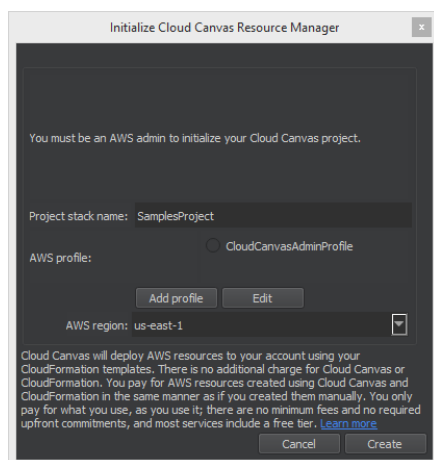 Initialize Cloud Canvas Resource Manager
x
You must be an AWS admin to initialize your Cloud Canvas project.
Project stack name: SamplesProject
CloudCanvasAdminProfile
AWS profile:
Add profile Edit
AWS region: us-east-1
Cloud Canvas will deploy AWS resources to your account using your
CloudFormation templates. There is no additional charge for Cloud Canvas or
CloudFormation. You pay for AWS resources created using Cloud Canvas and
CloudFormation in the same manner as if you created them manually. You only
pay for what you use, as you use it; there are no minimum fees and no required
upfront commitments, and most services include a free tier. Learn more
Cancel Create